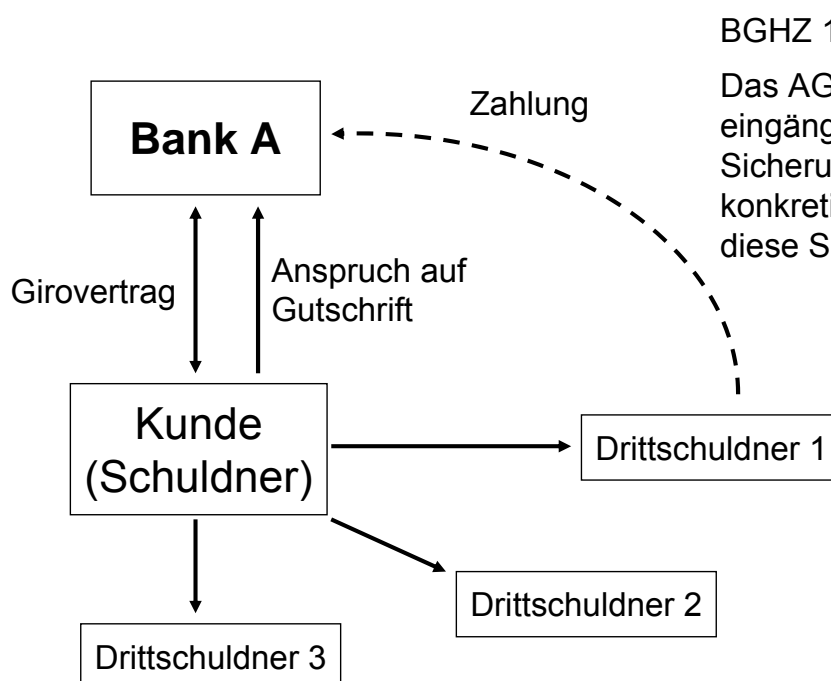 BGHZ 1
Das AG
eingäng
Sicheru
konkreti
diese S
Zahlung
Bank A
Girovertrag
Anspruch auf
Gutschrift
Kunde
(Schuldner)
Drittschuldner 1
Drittschuldner 2
Drittschuldner 3